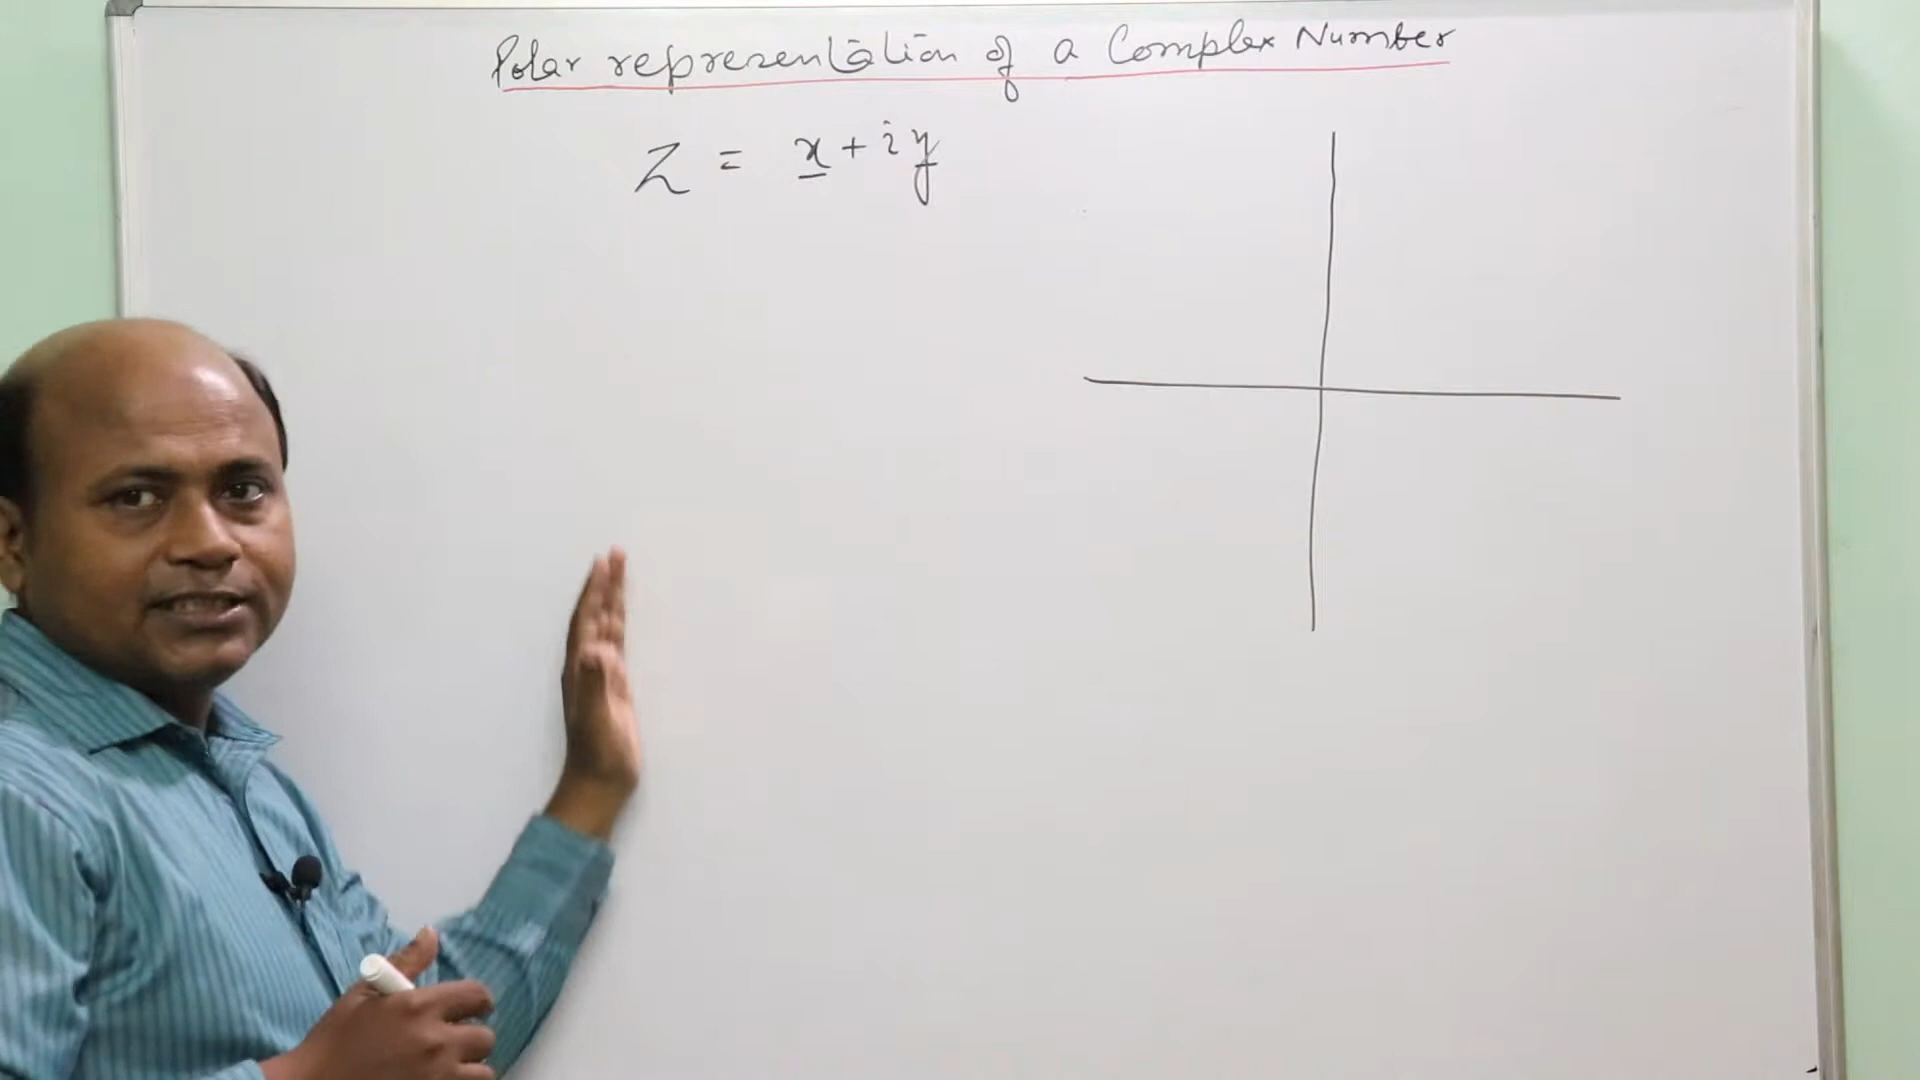 Polar representation of a Complex Number
Z = x + iy